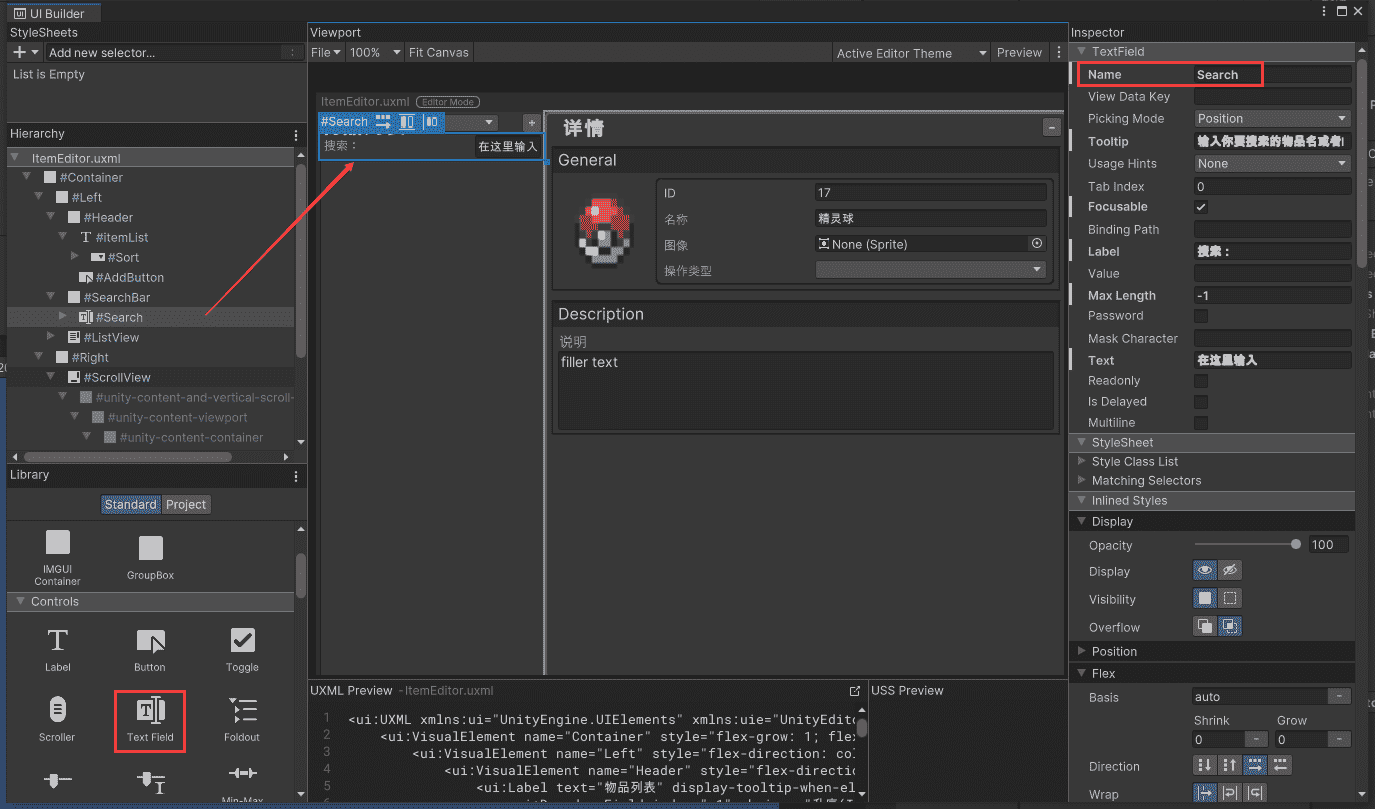 UI Builder
StyleSheets
Add new selector...
List is Empty
Hierarchy
ItemEditor.uxml
#Container
#Left
#Header
#itemList
#Sort
#AddButton
#SearchBar
#Search
#ListView
#Right
#ScrollView
#unity-content-and-vertical-scroll-
#unity-content-viewport
#unity-content-container
Library
Standard
Project
IMGUI
Container
GroupBox
Controls
Label
Button
Toggle
Scroller
Text Field
Foldout
Min-Max
Viewport
File
100%
Fit Canvas
Active Editor Theme
Preview
ItemEditor.uxml
Editor Mode
#Search
搜索：
在这里输入
详情
General
ID
17
名称
精灵球
图像
None (Sprite)
操作类型
Description
说明
filler text
UXML Preview - ItemEditor.uxml
USS Preview
1 <ui:UXML xmlns:ui="UnityEngine.UIElements" xmlns:uie="UnityEdito
2 <ui:VisualElement name="Container" style="flex-grow: 1; flex
3 <ui:VisualElement name="Left" style="flex-direction: col
4 <ui:VisualElement name="Header" style="flex-directio
5 <ui:Label text="物品列表" display-tooltip-when-el
Inspector
TextField
Name
Search
View Data Key
Picking Mode
Position
Tooltip
输入你要搜索的物品名或者
Usage Hints
None
Tab Index
0
Focusable
Binding Path
Label
搜索：
Value
Max Length
-1
Password
Mask Character
Text
在这里输入
Readonly
Is Delayed
Multiline
StyleSheet
Style Class List
Matching Selectors
Inlined Styles
Display
Opacity
100
Display
Visibility
Overflow
Position
Flex
Basis
auto
Shrink
Grow
0
0
Direction
Wrap